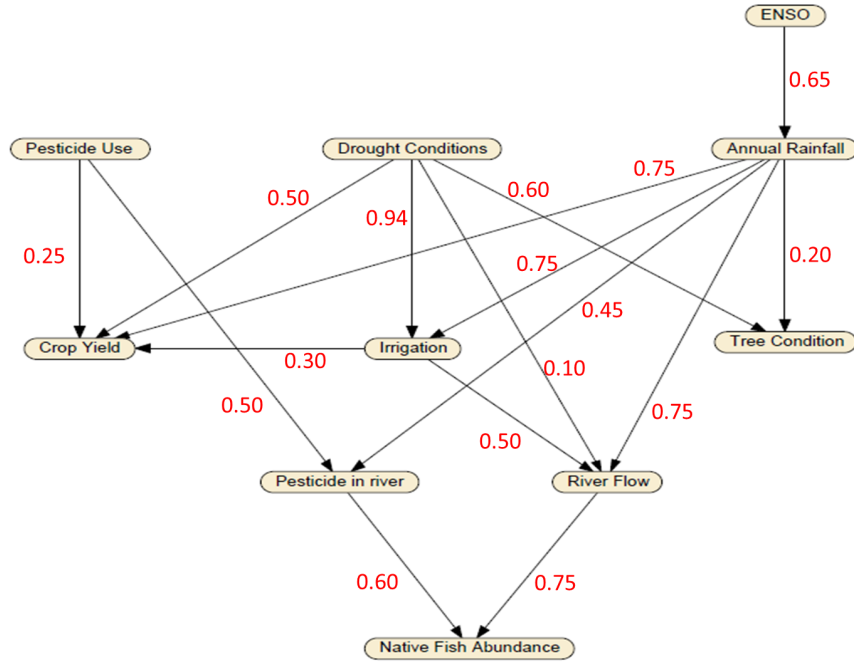 ENSO
0.65
Pesticide Use
Drought Conditions
Annual Rainfall
0.75
0.60
0.50
0.94
0.25
0.75
0.20
0.45
Crop Yield
Irrigation
Tree Condition
0.30
0.10
0.50
0.75
0.50
Pesticide in river
River Flow
0.60
0.75
Native Fish Abundance